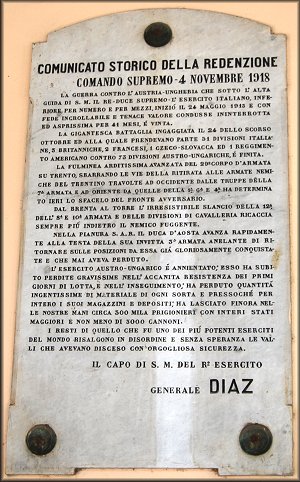 COMUNICATO STORICO DELLA REDENZIONE
COMANDO SUPREMO-4 NOVEMBRE 1918
LA GUERRA CONTRO L'AUSTRIA-UNGHERIA CHE SOTTO L'ALTA
GUIDA DI S.M. IL RE-DUCE SUPREMO-L'ESERCITO ITALIANO, INFE-
RIORE, PER NUMERO E PER MEZZI, INIZIÒ IL 24 MAGGIO 1915 E CON
FEDE INCROLLABILE E TENACE VALORE CONDUSSE ININTERROTTA
ED ASPRISSIMA PER 41 MESI, È VINTA.
LA GIGANTESCA BATTAGLIA INGAGGIATA IL 24 DELLO SCORSO
OTTOBRE ED ALLA QUALE PRENDEVANO PARTE 51 DIVISIONI ITALIA-
NE, 3 BRITANNICHE, 2 FRANCESI, 1 CZECO-SLOVACCA ED 1 REGGIMEN-
TO AMERICANO CONTRO 73 DIVISIONI AUSTRO-UNGARICHE, È FINITA.
LA FULMINEA ARDITISSIMA AVANZATA DEL 29º CORPO D'ARMATA
SU TRENTO, SBARRANDO LE VIE DELLA RITIRATA ALLE ARMATE NEMI-
CHE DEL TRENTINO TRAVOLTE AD OCCIDENTE DALLE TRUPPE DELLA
7ª ARMATA, E AD ORIENTE DA QUELLE DELLA 1ª 6ª E 4ª HA DETERMINA
TO IERI LO SFACELO DEL FRONTE AVVERSARIO.
DAL BRENTA AL TORRE L'IRRESISTIBILE SLANCIO DELLA 12ª
DELL'8ª E 10ª ARMATA E DELLE DIVISIONI DI CAVALLERIA RICACCIA
SEMPRE PIÙ INDIETRO IL NEMICO FUGGENTE.
NELLA PIANURA S.A.R. IL DUCA D'AOSTA AVANZA RAPIDAMEN-
TE ALLA TESTA DELLA SUA INVITTA 3ª ARMATA ANELANTE DI RI-
TORNARE SULLE POSIZIONI DA ESSA GIÀ GLORIOSAMENTE CONQUISTA-
TE E CHE MAI AVEVA PERDUTO.
L'ESERCITO AUSTRO-UNGARICO È ANNIENTATO; ESSO HA SUBI-
TO PERDITE GRAVISSIME NELL'ACCANITA RESISTENZA DEI PRIMI
GIORNI DI LOTTA, E NELL'INSEGUIMENTO, HA PERDUTO QUANTITÀ
INGENTISSIME DI MATERIALE DI OGNI SORTA E PRESSOCHÈ PER
INTERO I SUOI MAGAZZINI E DEPOSITI; HA LASCIATO FINORA NEL-
LE NOSTRE MANI CIRCA 300 MILA PRIGIONIERI CON INTERI STATI
MAGGIORI E NON MENO DI 5000 CANNONI.
I RESTI DI QUELLO CHE FU UNO DEI PIÙ POTENTI ESERCITI
DEL MONDO RISALGONO IN DISORDINE E SENZA SPERANZA LE VAL-
LI CHE AVEVANO DISCESO CON ORGOGLIOSA SICUREZZA.
IL CAPO DI S.M. DEL Rº ESERCITO
GENERALE DIAZ